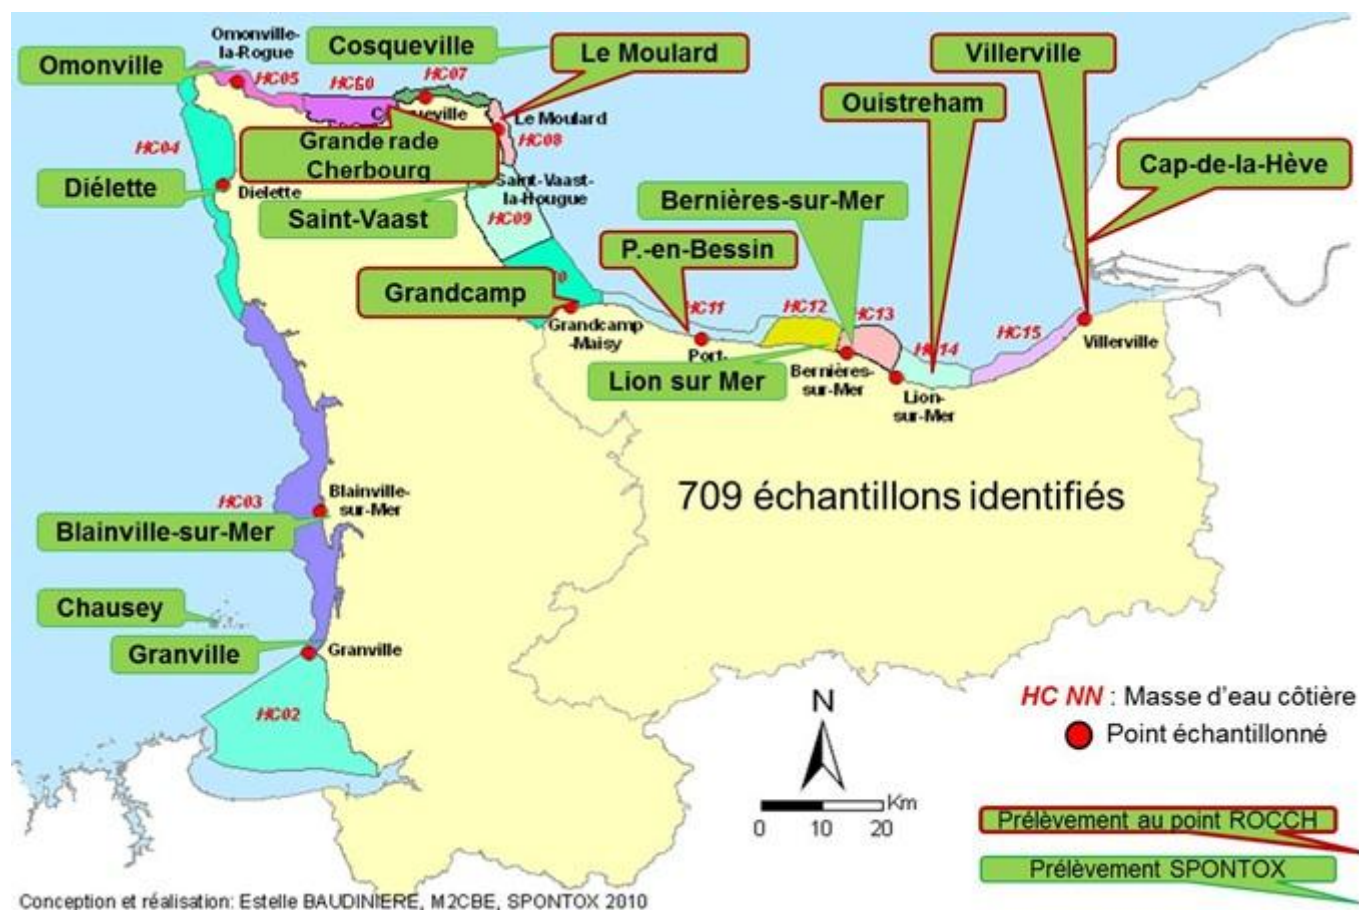 Omonville-
la-Rogue
Cosqueville
Omonville
HC05
HC60
HC07
Le Moulard
Villerville
Ouistreham
Cap-de-la-Hève
HC04
Le Moulard
HC08
Grande rade
Cherbourg
Diélette
Dielette
Saint-Vaast-
la-Hougue
Saint-Vaast
HC09
Bernières-sur-Mer
P.-en-Bessin
Grandcamp
Grandcamp
-Maisy
HC11
HC12
HC13
HC15
Port-
Villerville
Lion sur Mer
Bernières-
sur-Mer
Lion-
sur-Mer
709 échantillons identifiés
HC03
Blainville-
sur-Mer
Blainville-sur-Mer
Chausey
Granville
Granville
HC02
N
Km
0 10 20
HC NN : Masse d'eau côtière
Point échantillonné
Prélèvement au point ROCCH
Prélèvement SPONTOX
Conception et réalisation: Estelle BAUDINIERE, M2CBE, SPONTOX 2010